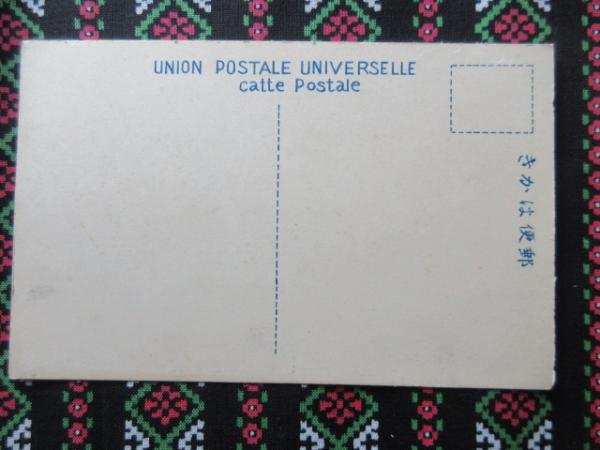 UNION POSTALE UNIVERSELLE
catte Postale
きかは便郵